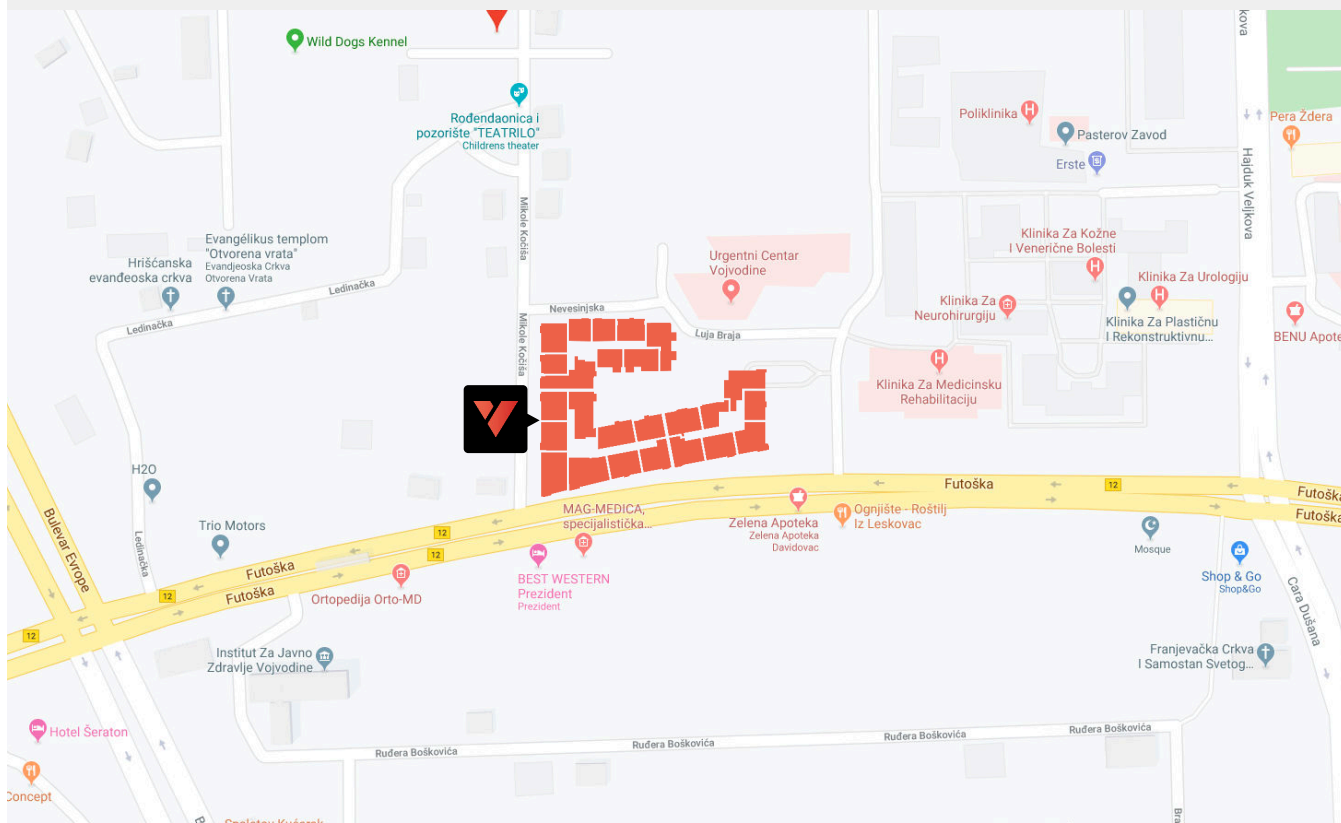 kova
Wild Dogs Kennel
Rođendaonica i
pozorište "TEATRILO"
Childrens theater
Poliklinika
Pasterov Zavod
Erste
Pera Ždera
Hajduk Veljkova
Mikole Kočiša
Evangélikus templom
"Otvorena vrata"
Evandjeoska Crkva
Otvorena Vrata
Hrišćanska
evanđeoska crkva
Ledinačka
Ledinačka
Urgentni Centar
Vojvodine
Klinika Za Kožne
I Venerične Bolesti
Klinika Za Urologiju
Klinika Za
Neurohirurgiju
Klinika Za Plastičnu
I Rekonstruktivnu...
BENU Apote
Nevesinjska
Luja Braja
Mikole Kočiša
Klinika Za Medicinsku
Rehabilitaciju
H2O
Trio Motors
Ledinačka
Bulevar Evrope
MAG-MEDICA,
specijalistička...
Zelena Apoteka
Zelena Apoteka
Davidovac
Ognjište - Roštilj
Iz Leskovac
Futoška
12
Futoška
Futoška
Mosque
Shop & Go
Shop&Go
Cara Dušana
12
12
Futoška
Futoška
12
12
BEST WESTERN
Prezident
Prezident
Ortopedija Orto-MD
Institut Za Javno
Zdravlje Vojvodine
Franjevačka Crkva
I Samostan Svetog...
Hotel Šeraton
Concept
Ruđera Boškovića
Ruđera Boškovića
Ruđera Boškovića
Ruđera Boškovića
B
Bra